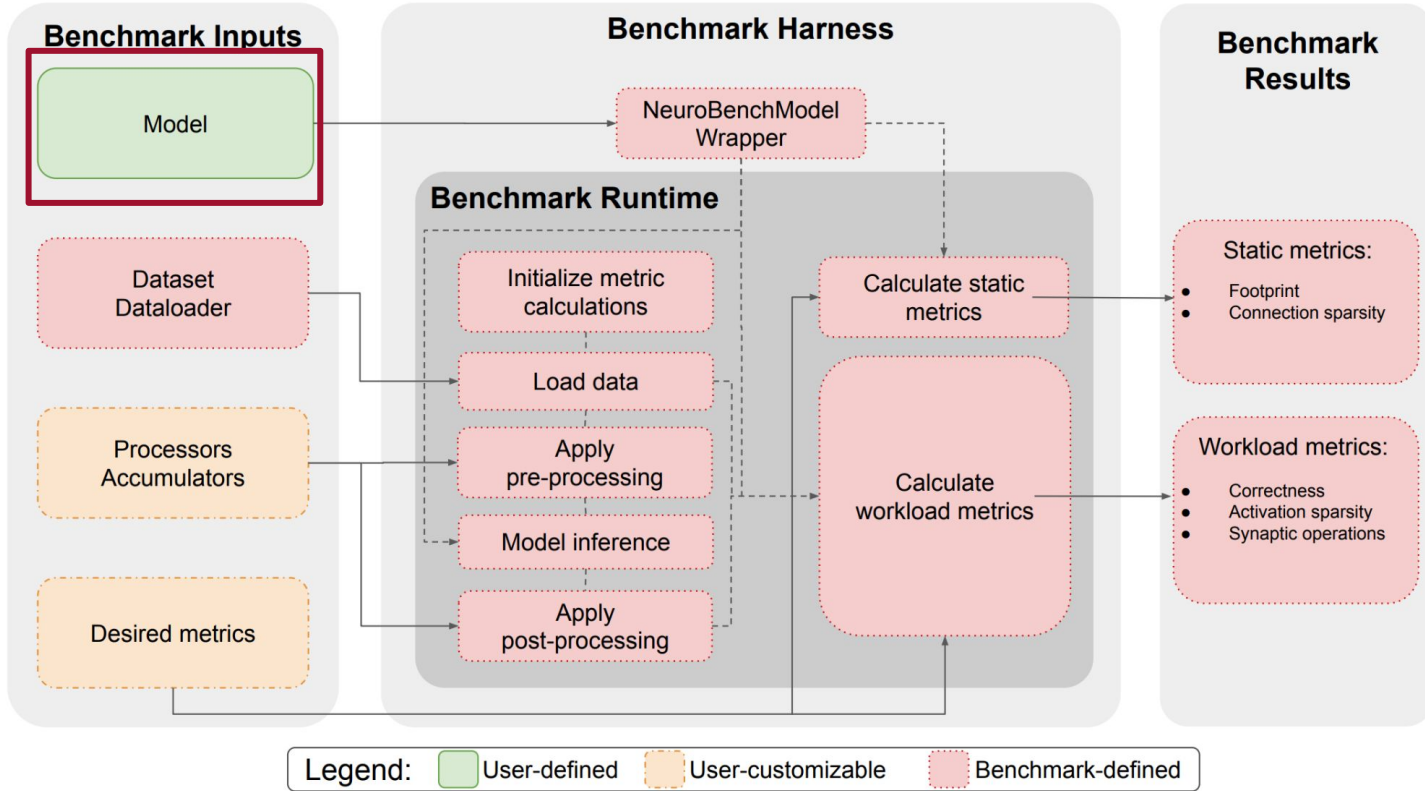 Benchmark Inputs
Model
Dataset
Dataloader
Processors
Accumulators
Desired metrics
Benchmark Harness
NeuroBenchModel
Wrapper
Benchmark Runtime
Initialize metric
calculations
Load data
Apply
pre-processing
Model inference
Apply
post-processing
Calculate static
metrics
Calculate
workload metrics
Benchmark
Results
Static metrics:
● Footprint
● Connection sparsity
Workload metrics:
● Correctness
● Activation sparsity
● Synaptic operations
Legend: User-defined User-customizable Benchmark-defined